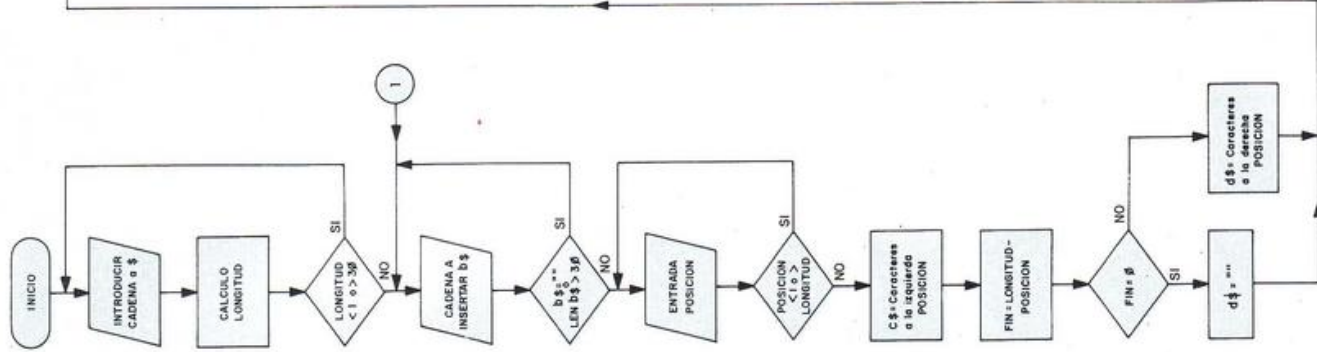 INICIO
INTRODUCIR
CADENA a $
CALCULO
LONGITUD
LONGITUD
< 1 o > 3Ø
SI
NO
1
CADENA A
INSERTAR b$
b$=""
o
LEN b$ > 3Ø
SI
NO
ENTRADA
POSICION
POSICION
< 1 o >
LONGITUD
SI
NO
C$=Caracteres
a la izquierda
POSICION
FIN=LONGITUD-
POSICION
FIN=Ø
NO
SI
d$=""
d$= Caracteres
a la derecha
POSICION